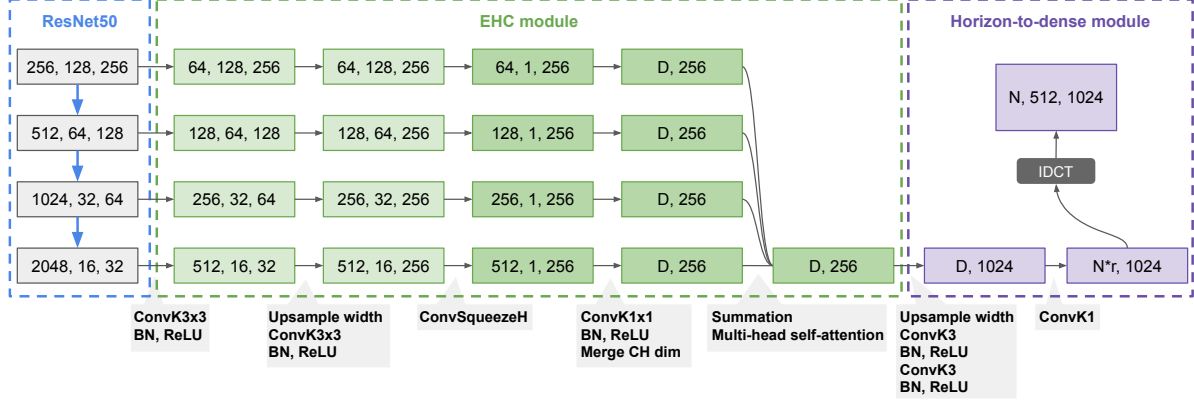 ResNet50
EHC module
Horizon-to-dense module
256, 128, 256
64, 128, 256
64, 128, 256
64, 1, 256
D, 256
N, 512, 1024
512, 64, 128
128, 64, 128
128, 64, 256
128, 1, 256
D, 256
IDCT
1024, 32, 64
256, 32, 64
256, 32, 256
256, 1, 256
D, 256
2048, 16, 32
512, 16, 32
512, 16, 256
512, 1, 256
D, 256
D, 256
D, 1024
N*r, 1024
ConvK3x3
BN, ReLU
Upsample width
ConvK3x3
BN, ReLU
ConvSqueezeH
ConvK1x1
BN, ReLU
Merge CH dim
Summation
Multi-head self-attention
Upsample width
ConvK3
BN, ReLU
ConvK3
BN, ReLU
ConvK1